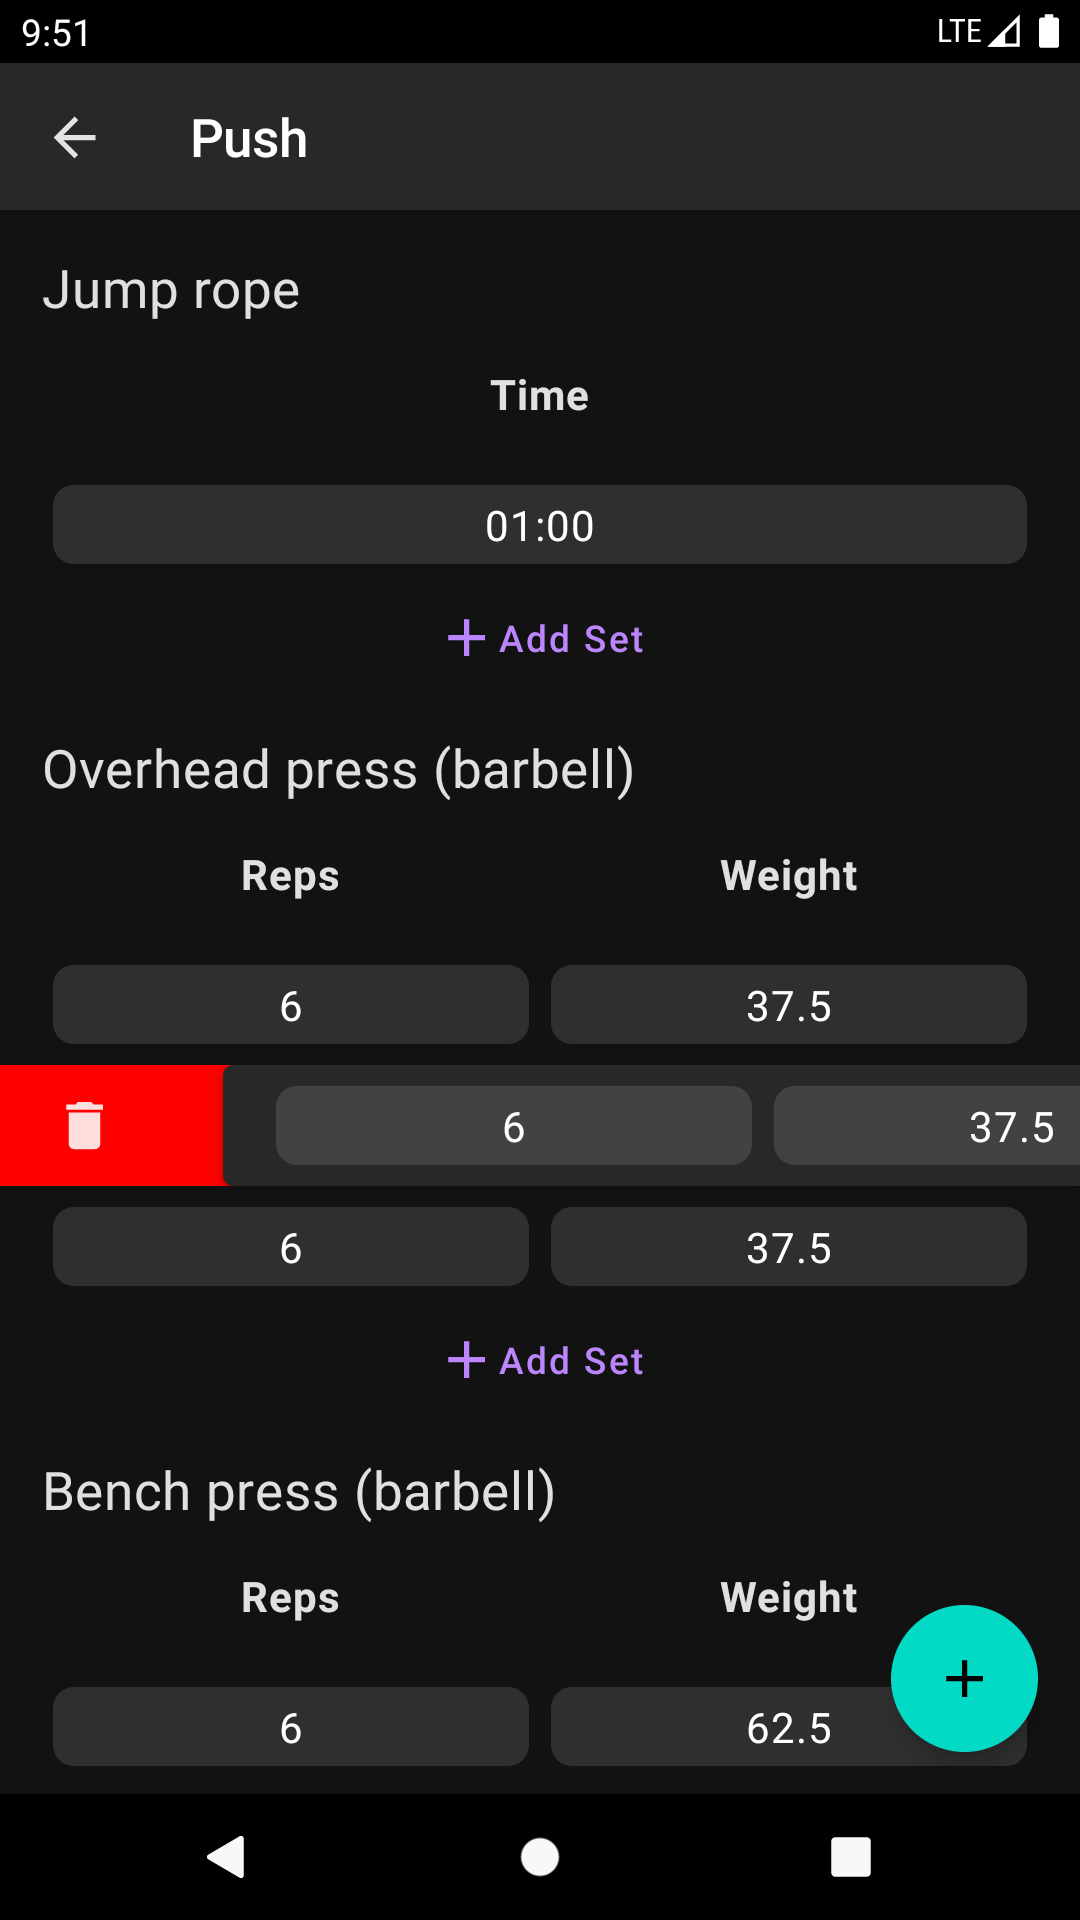 9:51 LTE
Push
Jump rope
Time
01:00
Add Set
Overhead press (barbell)
Reps Weight
6 37.5
6 37.5
6 37.5
Add Set
Bench press (barbell)
Reps Weight
6 62.5